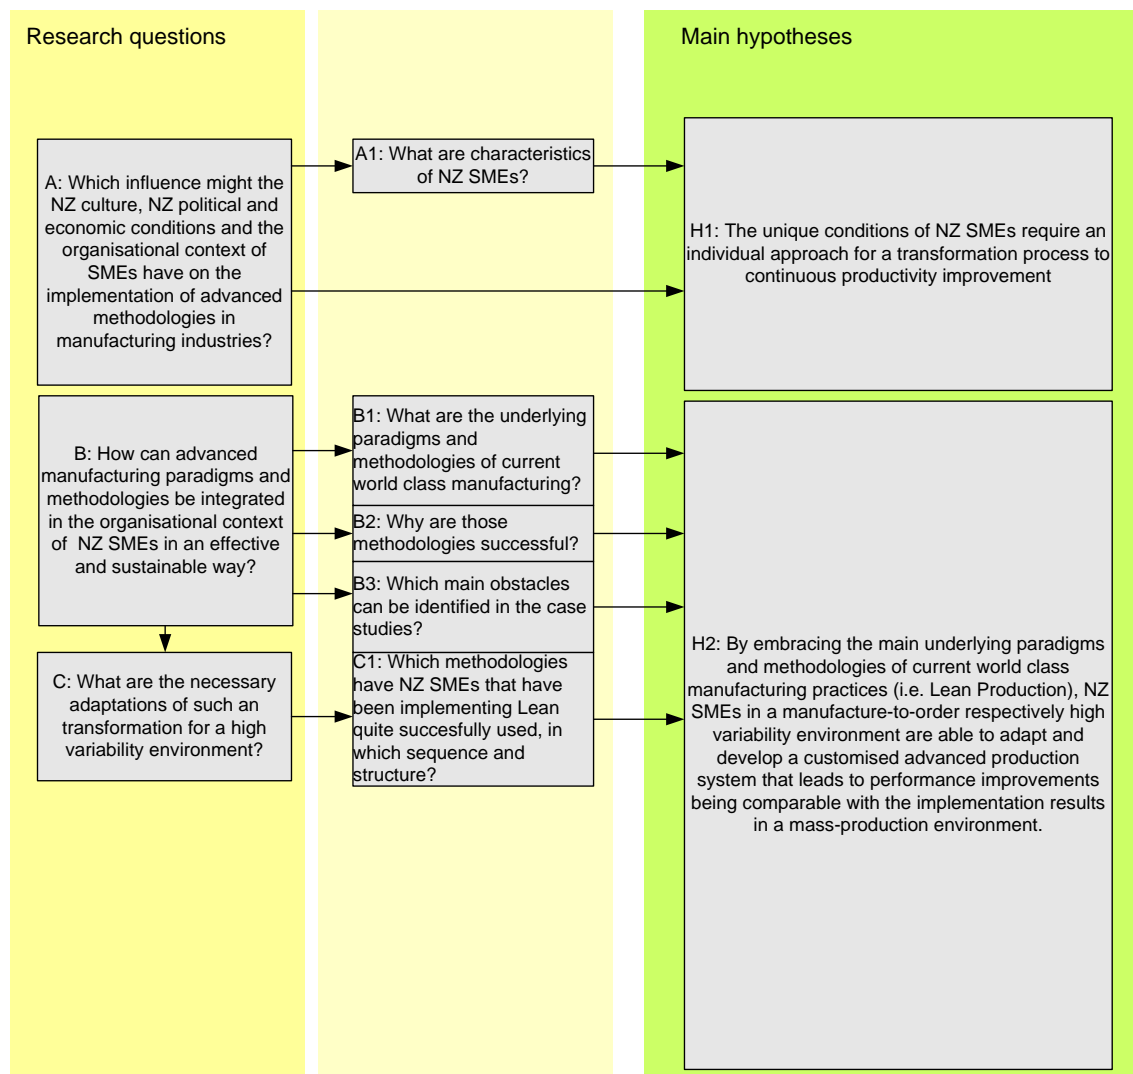 Research questions
Main hypotheses
A: Which influence might the
NZ culture, NZ political and
economic conditions and the
organisational context of
SMEs have on the
implementation of advanced
methodologies in
manufacturing industries?
A1: What are characteristics
of NZ SMEs?
H1: The unique conditions of NZ SMEs require an
individual approach for a transformation process to
continuous productivity improvement
B: How can advanced
manufacturing paradigms and
methodologies be integrated
in the organisational context
of NZ SMEs in an effective
and sustainable way?
B1: What are the underlying
paradigms and
methodologies of current
world class manufacturing?
B2: Why are those
methodologies successful?
B3: Which main obstacles
can be identified in the case
studies?
C: What are the necessary
adaptations of such an
transformation for a high
variability environment?
C1: Which methodologies
have NZ SMEs that have
been implementing Lean
quite succesfully used, in
which sequence and
structure?
H2: By embracing the main underlying paradigms
and methodologies of current world class
manufacturing practices (i.e. Lean Production), NZ
SMEs in a manufacture-to-order respectively high
variability environment are able to adapt and
develop a customised advanced production
system that leads to performance improvements
being comparable with the implementation results
in a mass-production environment.